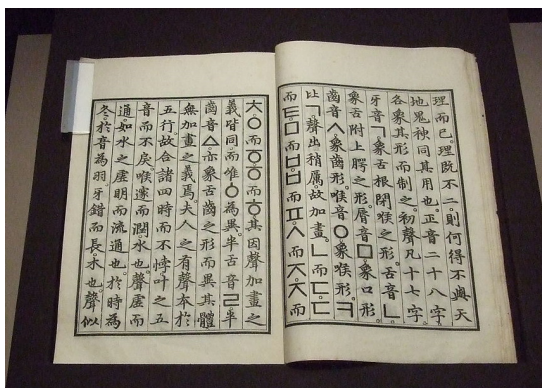 理而已。理既不二。則何得不與天
地鬼神同其用也。正音二十八字。
各象其形而制之。初聲凡十七字。
牙音ㄱ。象舌根閉喉之形。舌音ㄴ。
象舌附上腭之形。脣音ㅁ。象口形。
齒音ㅅ。象齒形。喉音ㅇ。象喉形。ㅋ
比ㄱ。聲出稍厲。故加畫。ㄴ而ㄷ。ㄷ
而ㅌ。ㅁ而ㅂ。ㅂ而ㅍ。ㅅ而ㅈ。ㅈ而
ㅊ。ㅇ而ㆆ。ㆆ而ㅎ。其因聲加畫之
義皆同。而唯ㆁ為異。半舌音ㄹ。半
齒音ㅿ。亦象舌齒之形而異其體。
無加畫之義焉。夫人之有聲本於
五行。故合諸四時而不悖。叶之五
音而不戾。喉邃而潤。水也。聲虛而
通。如水之虛明而流通也。於時為
冬。於音為羽。牙錯而長。木也。聲似